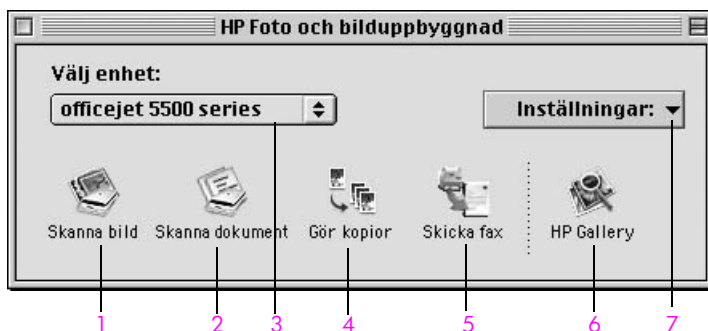 HP Foto och bilduppbyggnad
Välj enhet:
officejet 5500 series
Inställningar:
Skanna bild
Skanna dokument
Gör kopior
Skicka fax
HP Gallery
1 2 3 4 5 6 7